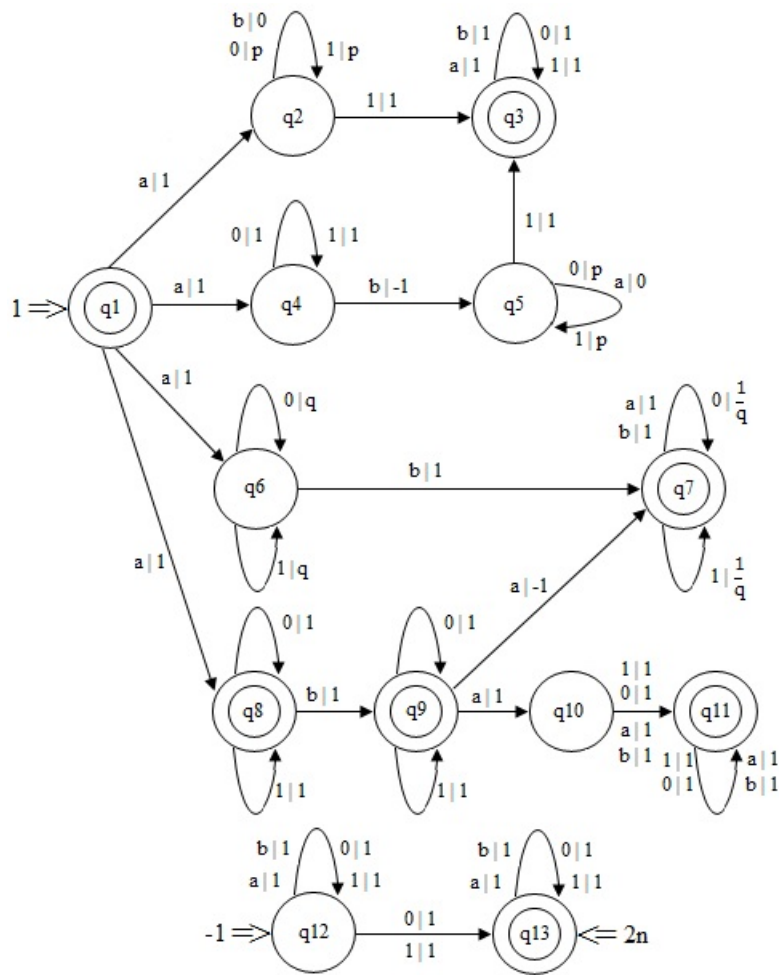 b|0
0|p 1|p
b|1 0|1
a|1 1|1
q2 1|1 q3
a|1
0|1 1|1 1|1
0|p a|0
1 q1 a|1 q4 b|-1 q5
1|p
a|1
0|q
a|1 0|1/q
b|1
q6 b|1 q7
a|1
1|q 1|1/q
a|-1
0|1 0|1
1|1
0|1
q8 b|1 q9 a|1 q10 q11
a|1
b|1
1|1 a|1
0|1 b|1
1|1 1|1
b|1 0|1
a|1 1|1
b|1 0|1
a|1 1|1
-1 q12 0|1 q13 2n
1|1